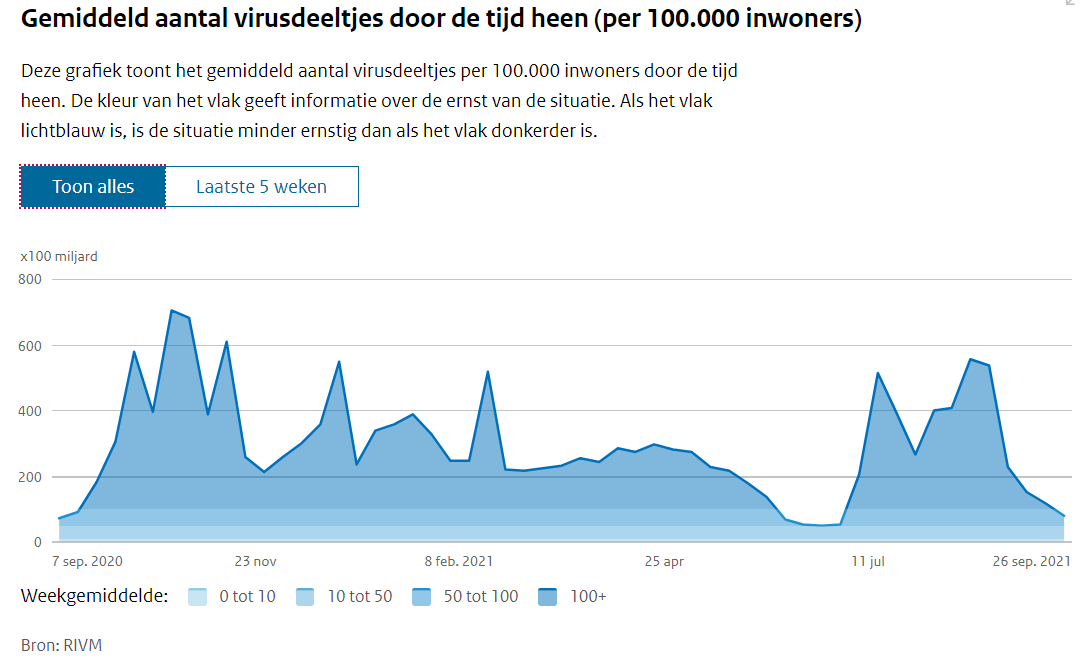 Gemiddeld aantal virusdeeltjes door de tijd heen (per 100.000 inwoners)
Deze grafiek toont het gemiddeld aantal virusdeeltjes per 100.000 inwoners door de tijd
heen. De kleur van het vlak geeft informatie over de ernst van de situatie. Als het vlak
lichtblauw is, is de situatie minder ernstig dan als het vlak donkerder is.
Toon alles
Laatste 5 weken
x100 miljard
800
600
400
200
0
7 sep. 2020
23 nov
8 feb. 2021
25 apr
11 jul
26 sep. 2021
Weekgemiddelde: 0 tot 10 10 tot 50 50 tot 100 100+
Bron: RIVM